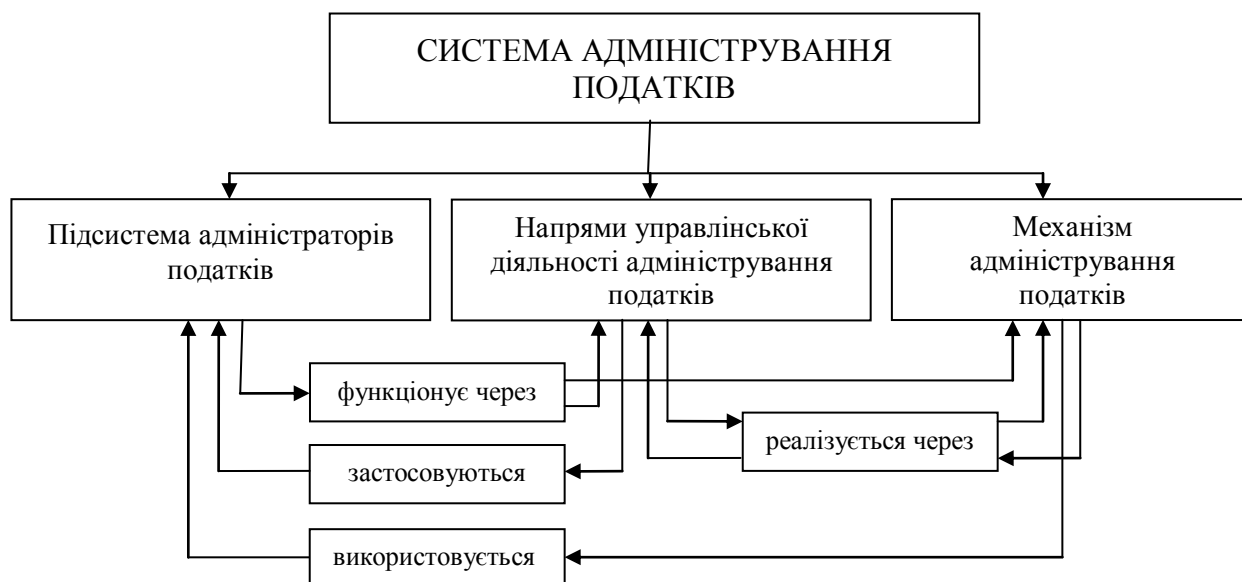 СИСТЕМА АДМІНІСТРУВАННЯ
ПОДАТКІВ
Підсистема адміністраторів
податків
Напрями управлінської
діяльності адміністрування
податків
Механізм
адміністрування
податків
функціонує через
реалізується через
застосовуються
використовується